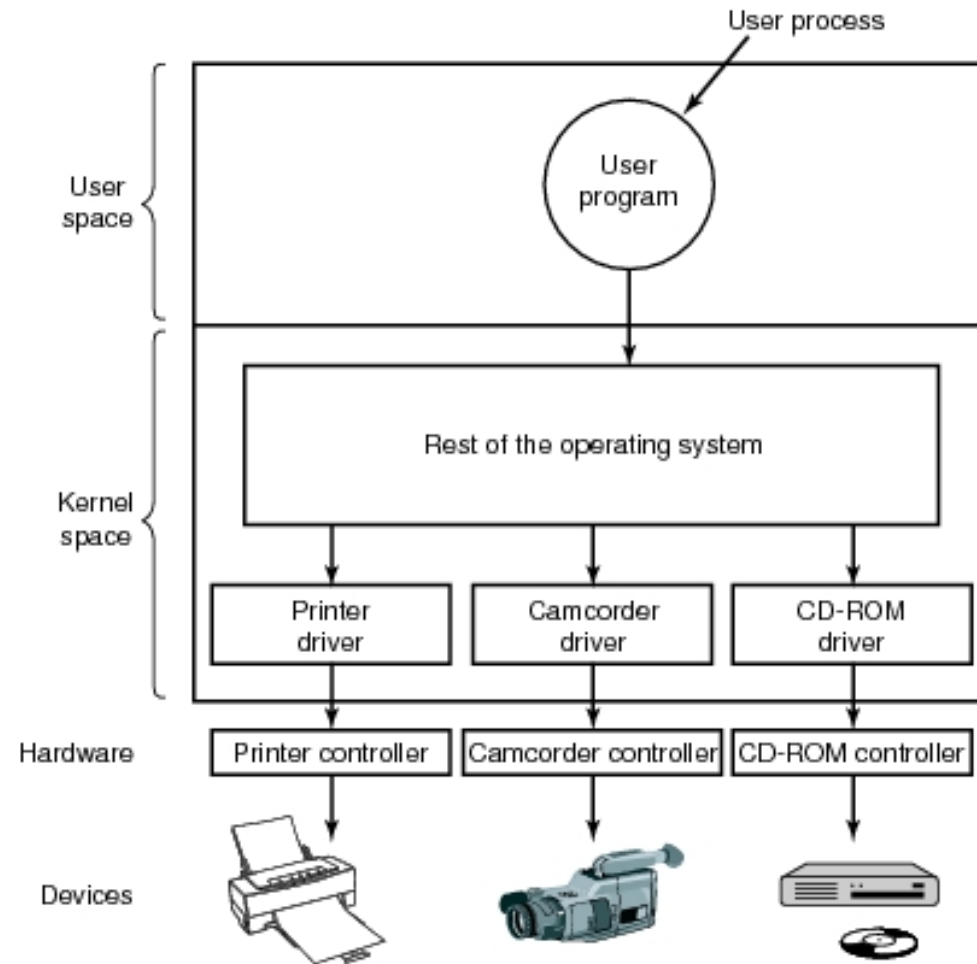 User process
User
program
User
space
Rest of the operating system
Kernel
space
Printer
driver
Camcorder
driver
CD-ROM
driver
Hardware
Printer controller
Camcorder controller
CD-ROM controller
Devices